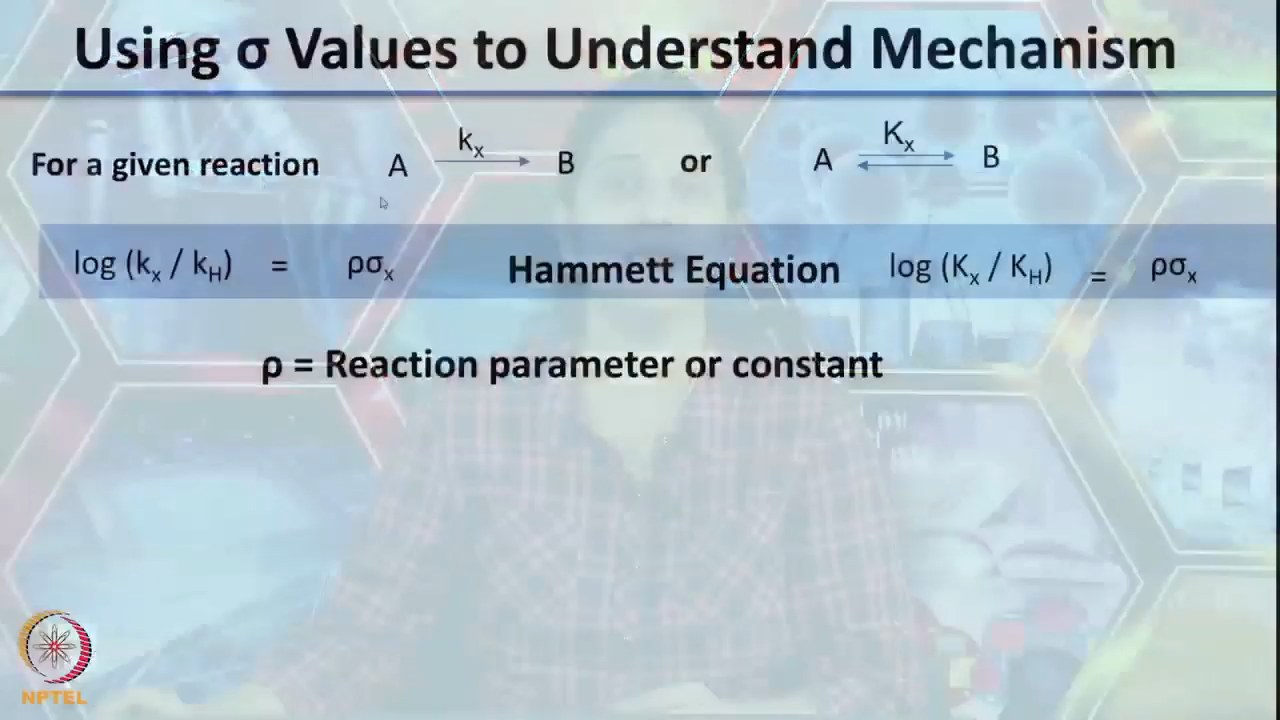 Using σ Values to Understand Mechanism
For a given reaction A kx B or A Kx B
log (kx / kH) = ρσx Hammett Equation log (Kx / KH) = ρσx
ρ = Reaction parameter or constant
NPTEL